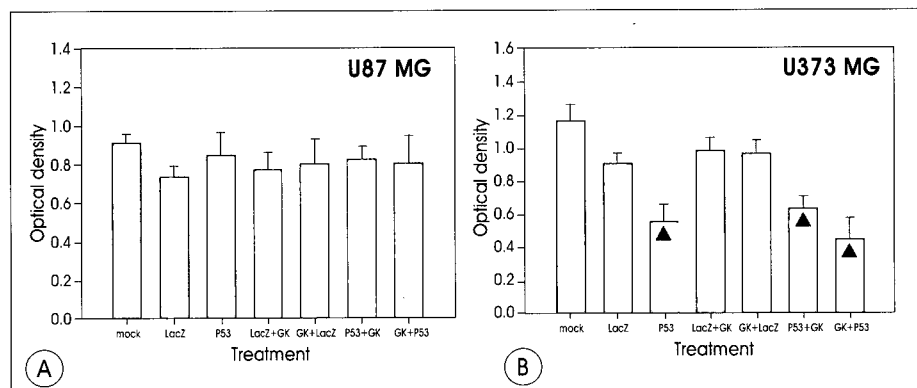 U87 MG
Optical density
1.4
1.2
1.0
0.8
0.6
0.4
0.2
0.0
mock LacZ P53 LacZ+GK GK+LacZ P53+GK GK+P53
Treatment
A
U373 MG
Optical density
1.6
1.4
1.2
1.0
0.8
0.6
0.4
0.2
0.0
mock LacZ P53 LacZ+GK GK+LacZ P53+GK GK+P53
Treatment
B